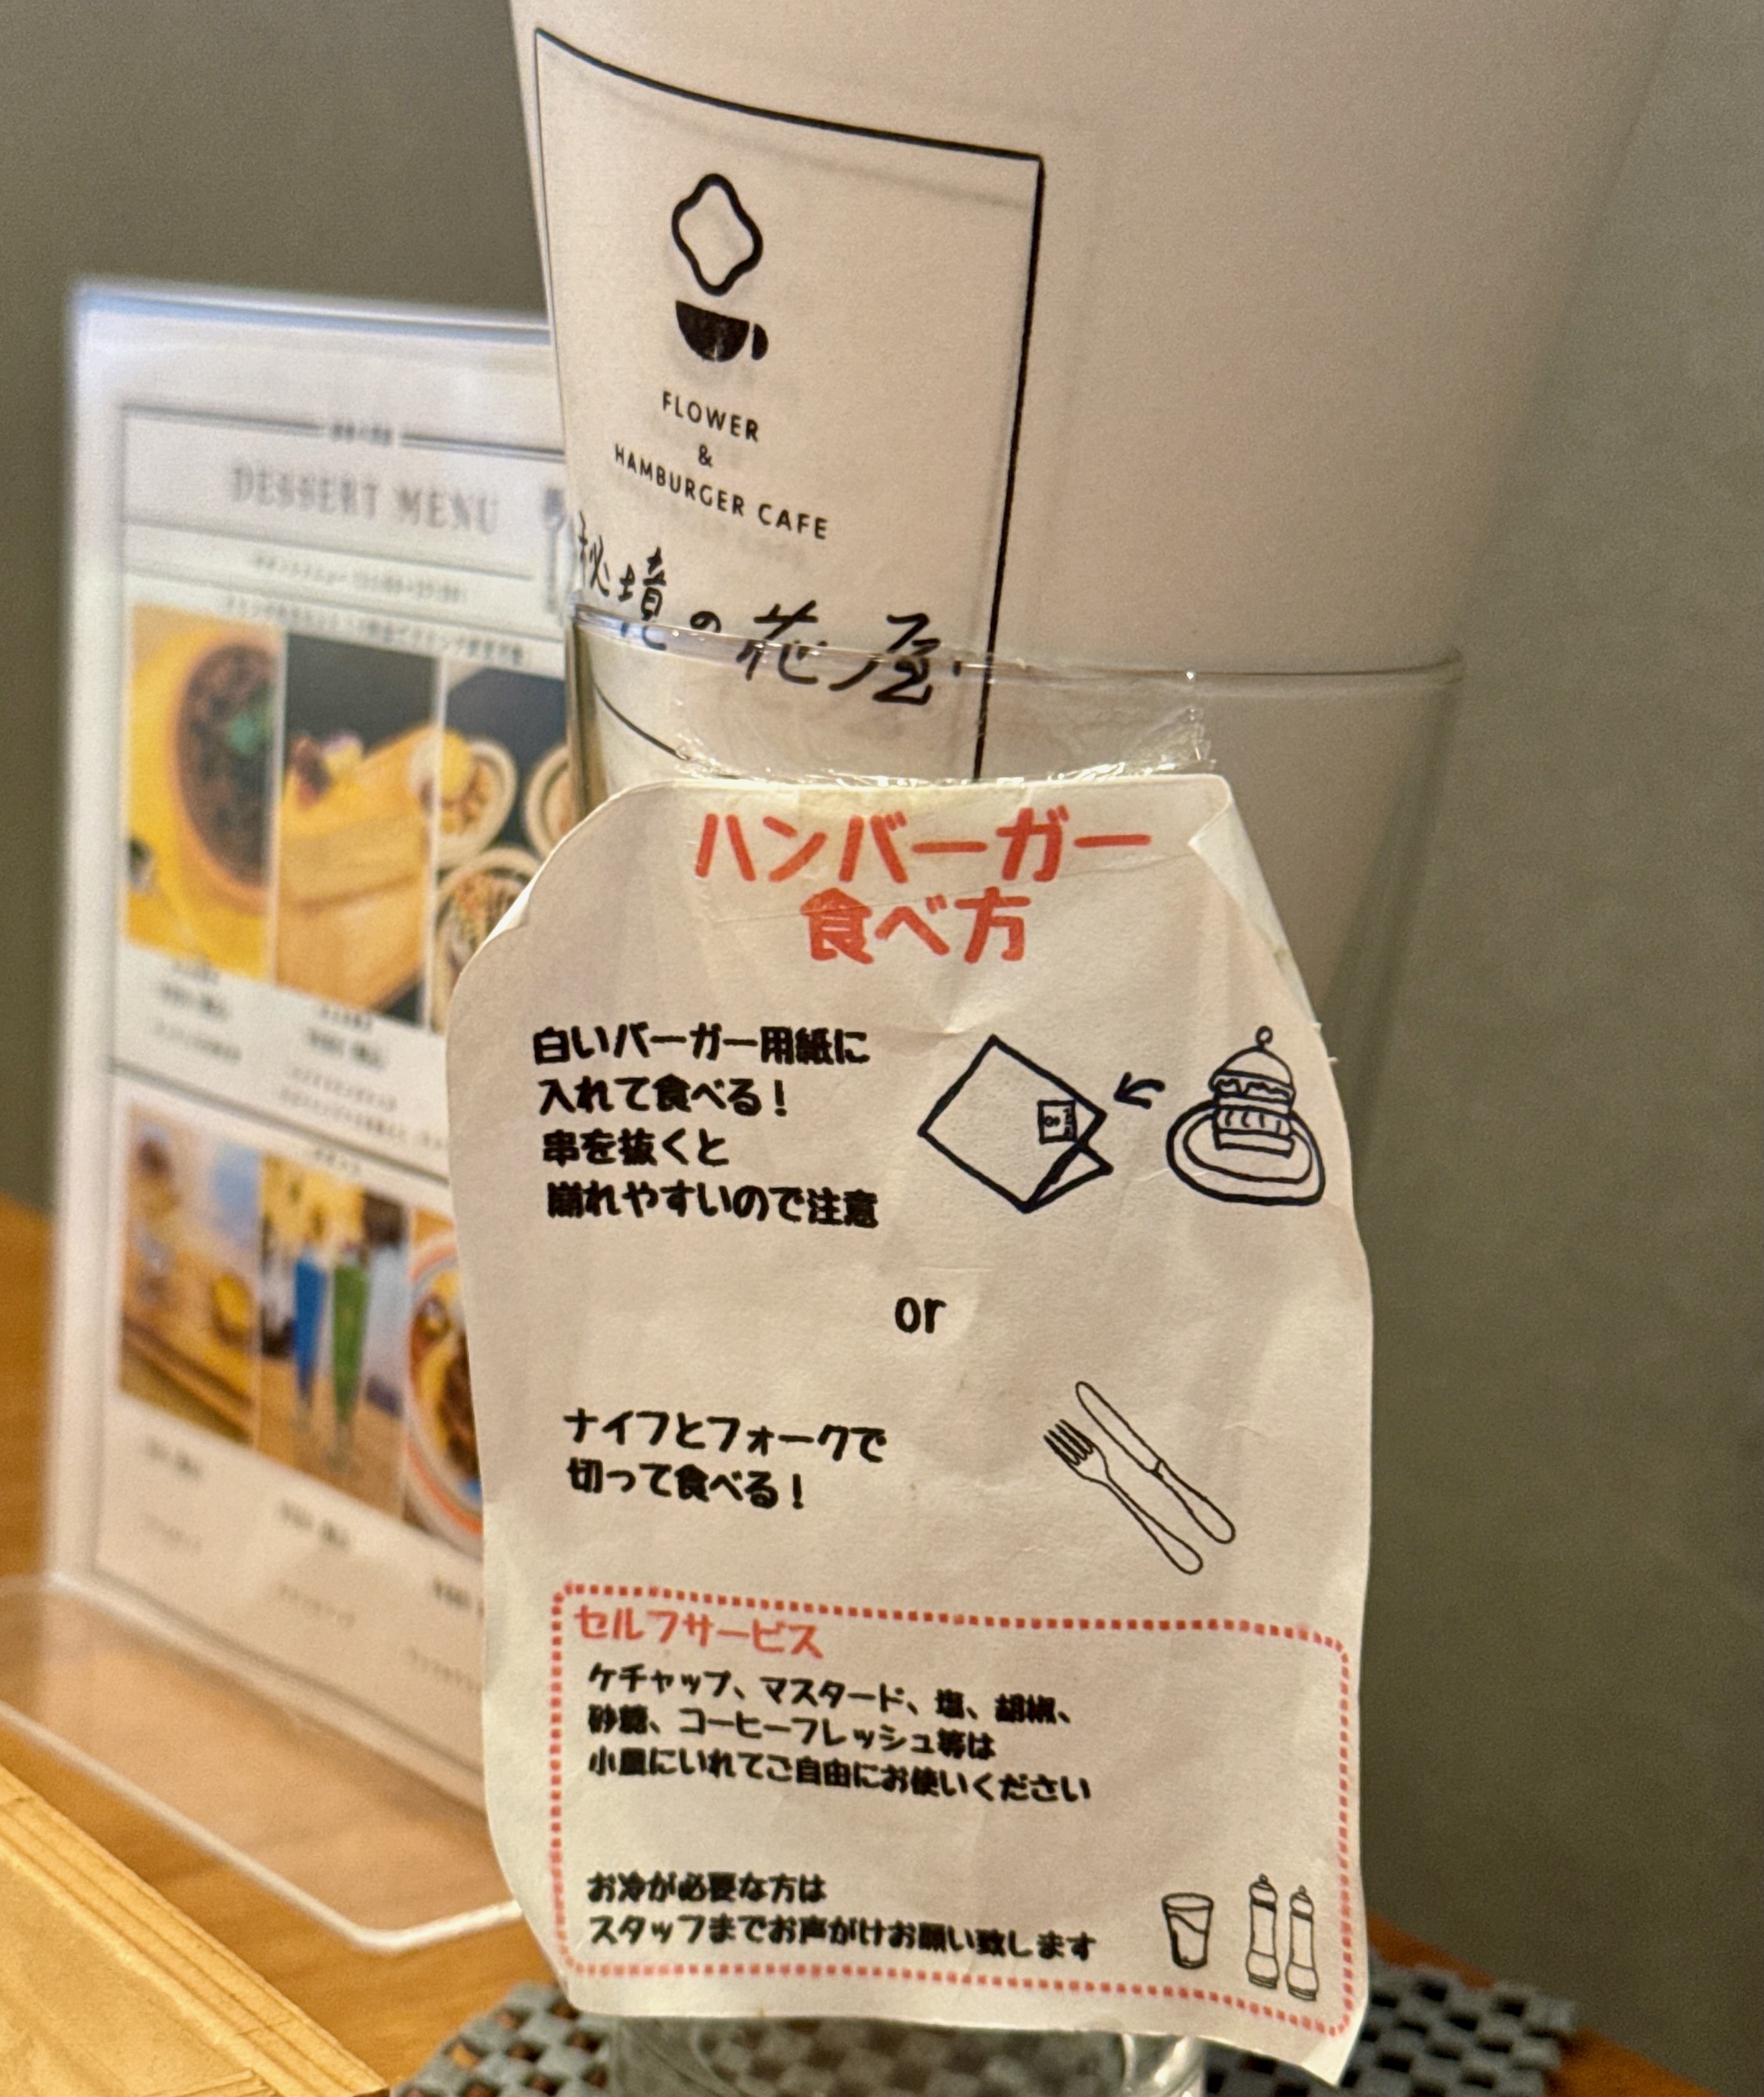 FLOWER
&
HAMBURGER CAFE
秘境の花屋
DESSERT MENU
ハンバーガー
食べ方
白いバーガー用紙に
入れて食べる！
串を抜くと
崩れやすいので注意
or
ナイフとフォークで
切って食べる！
セルフサービス
ケチャップ、マスタード、塩、胡椒、
砂糖、コーヒーフレッシュ等は
小皿にいれてご自由にお使いください
お冷が必要な方は
スタッフまでお声がけお願い致します